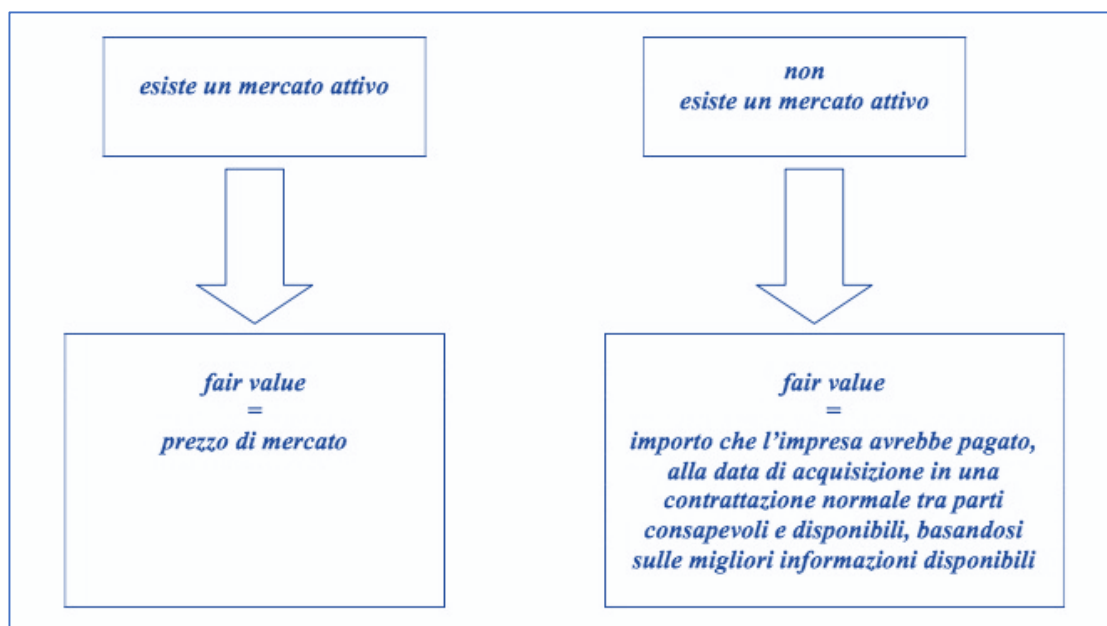 esiste un mercato attivo
non
esiste un mercato attivo
fair value
=
prezzo di mercato
fair value
=
importo che l'impresa avrebbe pagato,
alla data di acquisizione in una
contrattazione normale tra parti
consapevoli e disponibili, basandosi
sulle migliori informazioni disponibili